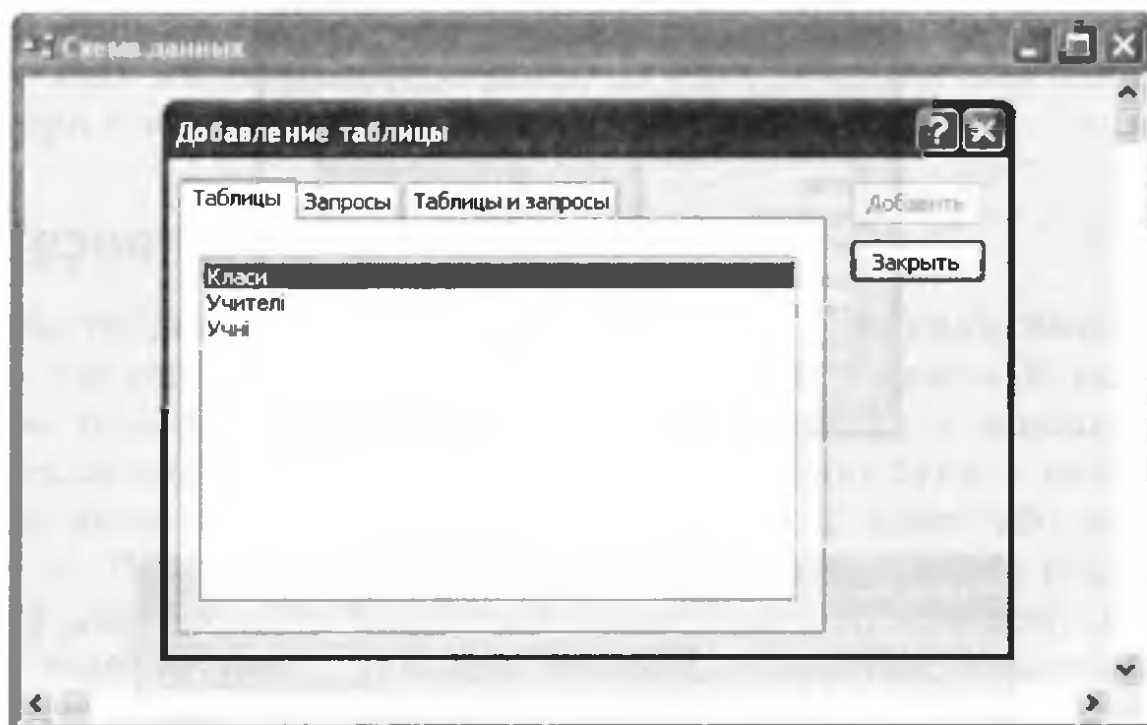 Схема данных
Добавление таблицы
Таблицы Запросы Таблицы и запросы
Добавить
Закрыть
Класи
Учителі
Учні